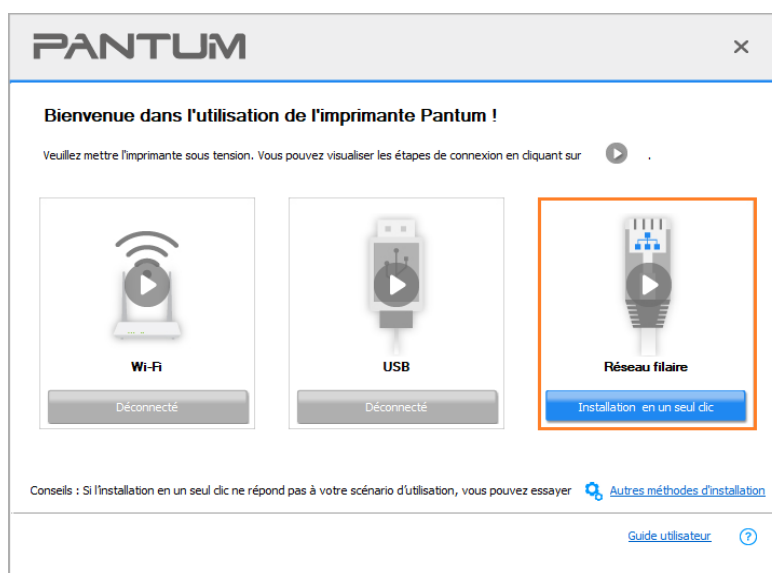 PANTUM
Bienvenue dans l'utilisation de l'imprimante Pantum !
Veuillez mettre l'imprimante sous tension. Vous pouvez visualiser les étapes de connexion en cliquant sur .
Wi-Fi
USB
Réseau filaire
Déconnecté
Déconnecté
Installation en un seul clic
Conseils : Si l'installation en un seul clic ne répond pas à votre scénario d'utilisation, vous pouvez essayer Autres méthodes d'installation
Guide utilisateur ?